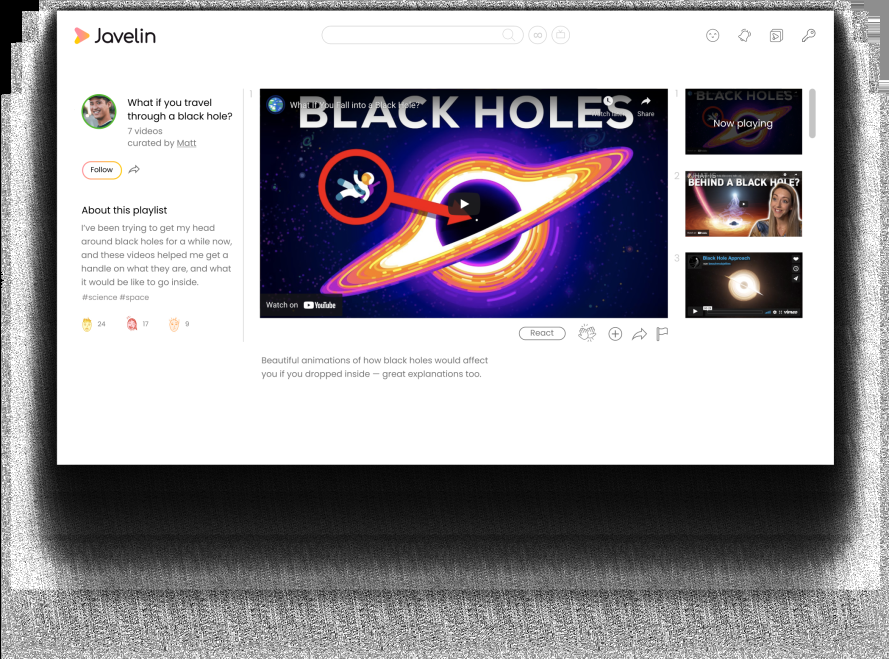 Javelin
What if you travel
through a black hole?
7 videos
curated by Matt
Follow
About this playlist
I've been trying to get my head
around black holes for a while now,
and these videos helped me get a
handle on what they are, and what
it would be like to go inside.
#science #space
24
17
9
1
What If You Fall into a Black Hole?
BLACK HOLES
Share
Watch on YouTube
React
Beautiful animations of how black holes would affect
you if you dropped inside — great explanations too.
1
BLACK HOLES
Now playing
2
WHAT IS
BEHIND A BLACK HOLE?
3
Black Hole Approach
vimeo